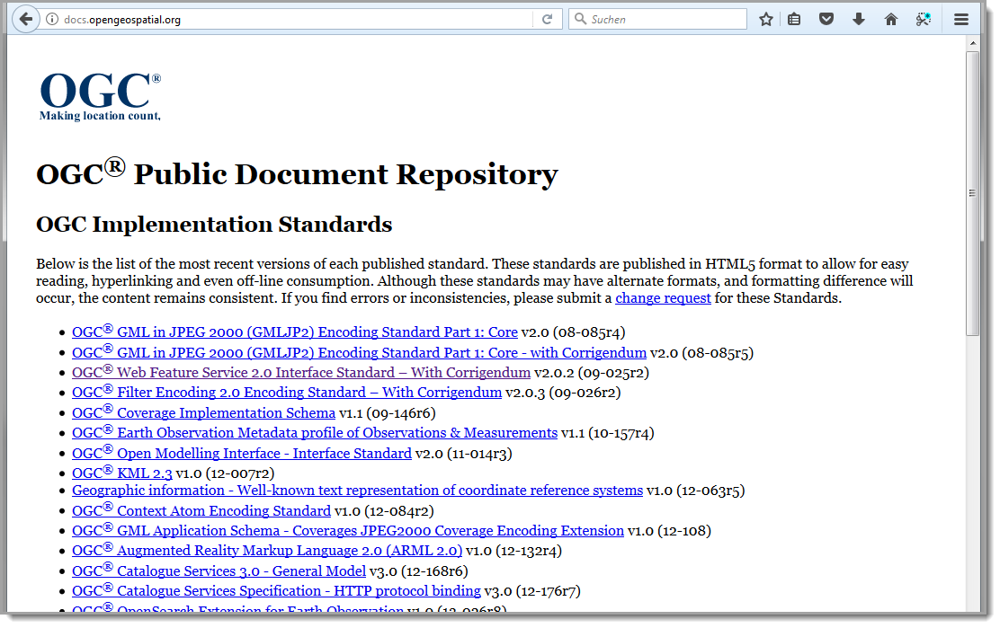 docs.opengeospatial.org
Suchen
OGC®
Making location count.
OGC® Public Document Repository
OGC Implementation Standards
Below is the list of the most recent versions of each published standard. These standards are published in HTML5 format to allow for easy
reading, hyperlinking and even off-line consumption. Although these standards may have alternate formats, and formatting difference will
occur, the content remains consistent. If you find errors or inconsistencies, please submit a change request for these Standards.
• OGC® GML in JPEG 2000 (GMLJP2) Encoding Standard Part 1: Core v2.0 (08-085r4)
• OGC® GML in JPEG 2000 (GMLJP2) Encoding Standard Part 1: Core - with Corrigendum v2.0 (08-085r5)
• OGC® Web Feature Service 2.0 Interface Standard – With Corrigendum v2.0.2 (09-025r2)
• OGC® Filter Encoding 2.0 Encoding Standard – With Corrigendum v2.0.3 (09-026r2)
• OGC® Coverage Implementation Schema v1.1 (09-146r6)
• OGC® Earth Observation Metadata profile of Observations & Measurements v1.1 (10-157r4)
• OGC® Open Modelling Interface - Interface Standard v2.0 (11-014r3)
• OGC® KML 2.3 v1.0 (12-007r2)
• Geographic information - Well-known text representation of coordinate reference systems v1.0 (12-063r5)
• OGC® Context Atom Encoding Standard v1.0 (12-084r2)
• OGC® GML Application Schema - Coverages JPEG2000 Coverage Encoding Extension v1.0 (12-108)
• OGC® Augmented Reality Markup Language 2.0 (ARML 2.0) v1.0 (12-132r4)
• OGC® Catalogue Services 3.0 - General Model v3.0 (12-168r6)
• OGC® Catalogue Services Specification - HTTP protocol binding v3.0 (12-176r7)
• OGC® OpenSearch Extension for Earth Observation v1.0